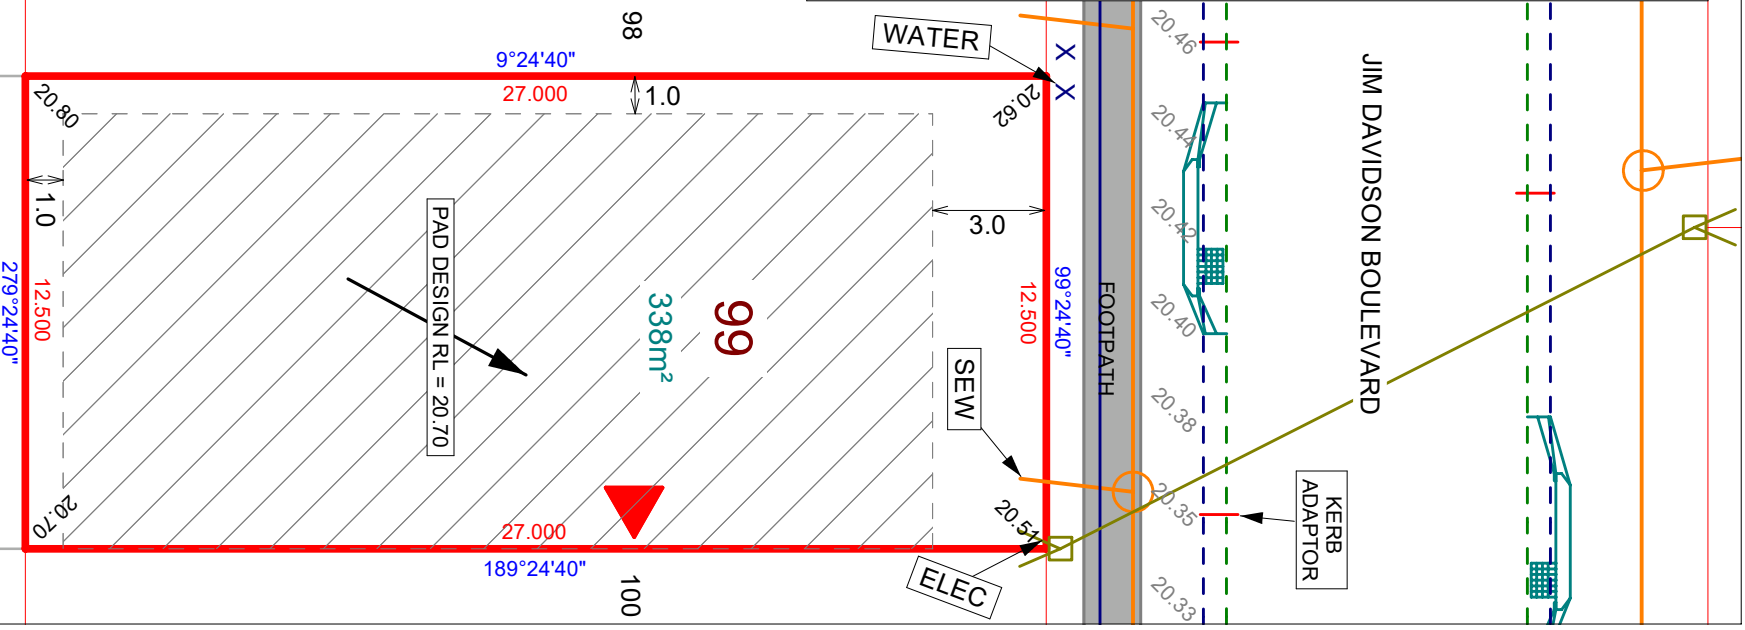 98
9°24'40"
27.000
1.0
20.80
20.62
WATER
X
X
1.0
279°24'40"
12.500
PAD DESIGN RL = 20.70
338m²
99
3.0
12.500
99°24'40"
FOOTPATH
SEW
20.46
20.44
20.42
20.40
20.38
20.35
20.33
JIM DAVIDSON BOULEVARD
KERB
ADAPTOR
20.70
27.000
189°24'40"
100
20.51
ELEC